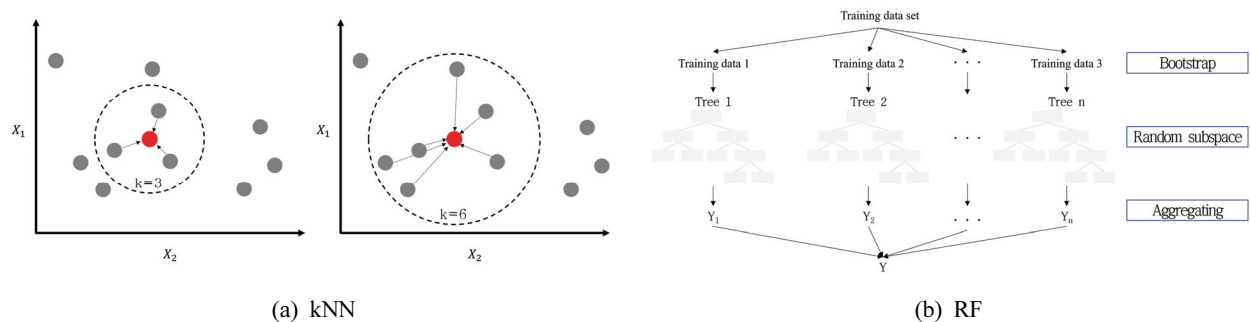 X₁
k=3
X₂
X₁
k=6
X₂
(a) kNN
Training data set
Training data 1
Training data 2
. . .
Training data 3
Bootstrap
Tree 1
Tree 2
Tree n
. . .
Random subspace
Y₁
Y₂
. . .
Yₙ
Aggregating
Y
(b) RF